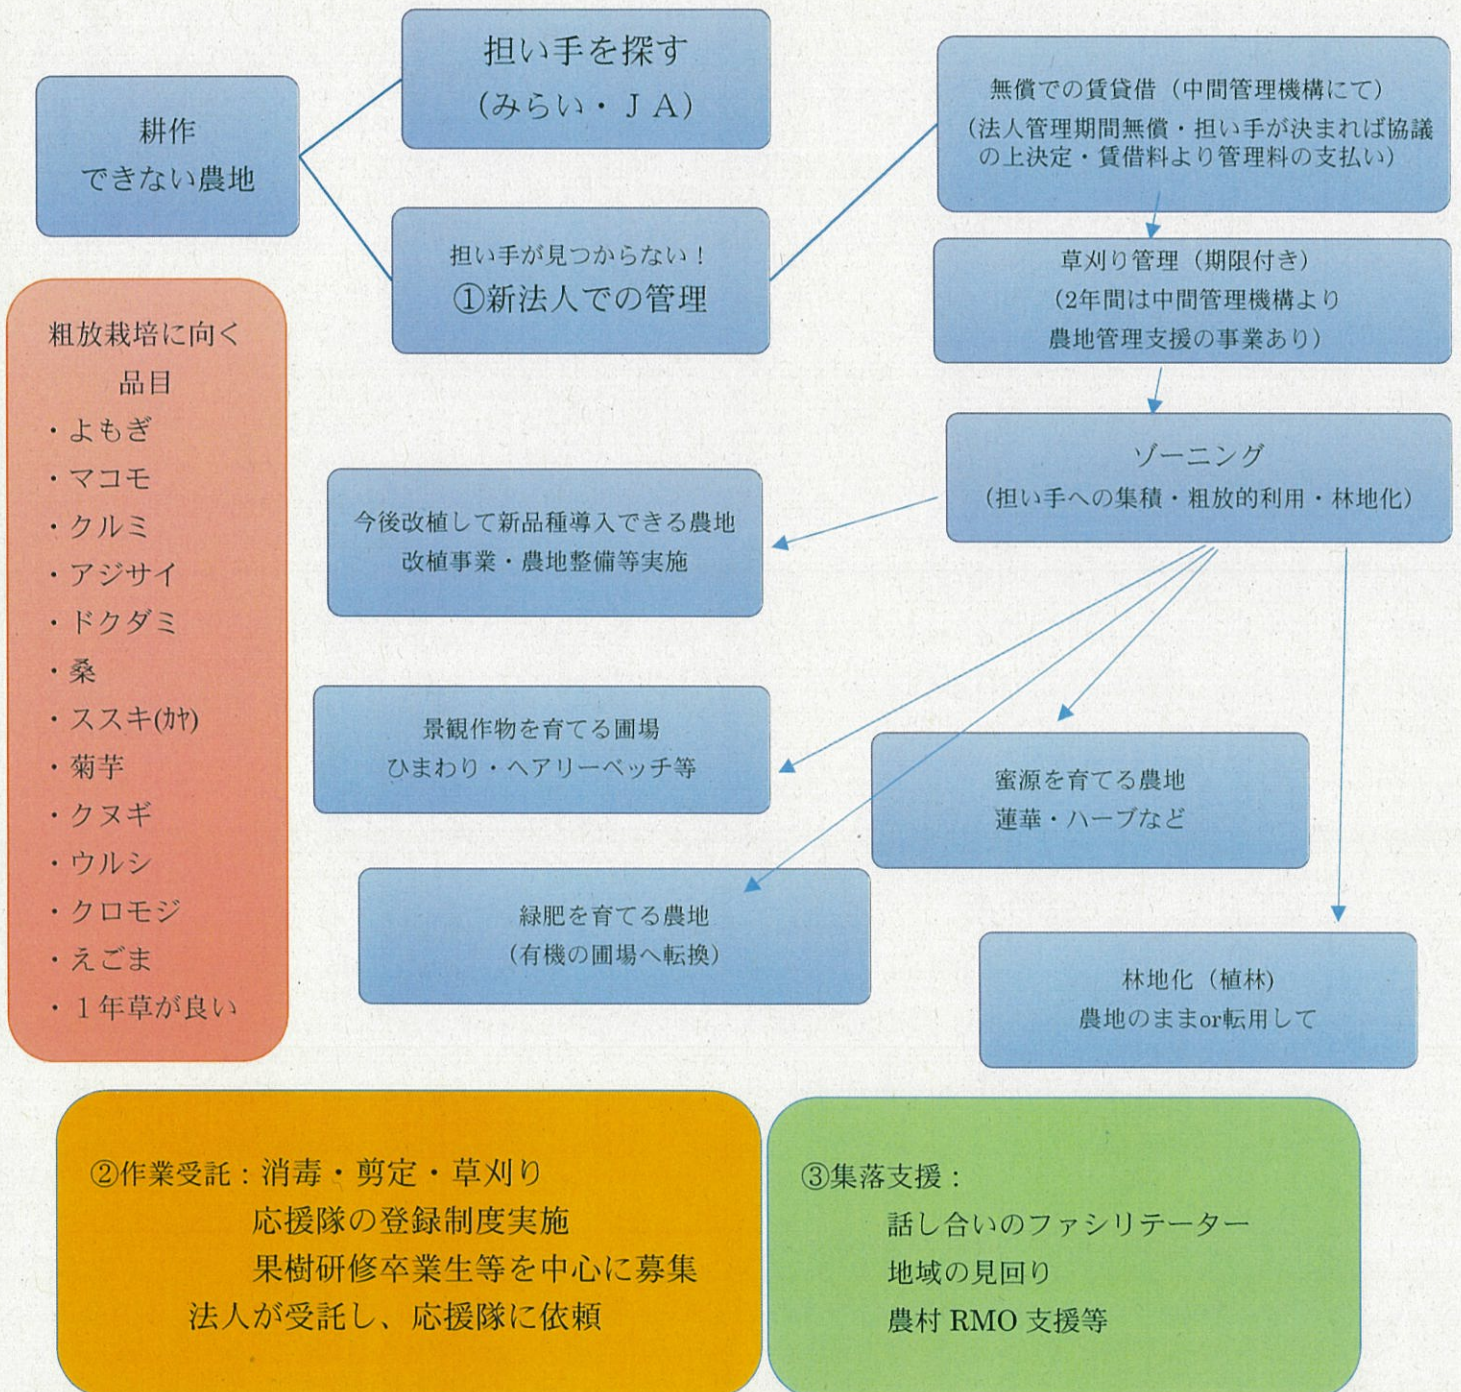 耕作
できない農地
担い手を探す
（みらい・ＪＡ）
担い手が見つからない！
①新法人での管理
無償での賃貸借（中間管理機構にて）
（法人管理期間無償・担い手が決まれば協議
の上決定・賃借料より管理料の支払い）
草刈り管理（期限付き）
（2年間は中間管理機構より
農地管理支援の事業あり）
ゾーニング
（担い手への集積・粗放的利用・林地化）
今後改植して新品種導入できる農地
改植事業・農地整備等実施
景観作物を育てる圃場
ひまわり・ヘアリーベッチ等
蜜源を育てる農地
蓮華・ハーブなど
緑肥を育てる農地
（有機の圃場へ転換）
林地化（植林)
農地のままor転用して
粗放栽培に向く
品目
・よもぎ
・マコモ
・クルミ
・アジサイ
・ドクダミ
・桑
・ススキ(ｶﾔ)
・菊芋
・クヌギ
・ウルシ
・クロモジ
・えごま
・１年草が良い
②作業受託：消毒・剪定・草刈り
応援隊の登録制度実施
果樹研修卒業生等を中心に募集
法人が受託し、応援隊に依頼
③集落支援：
話し合いのファシリテーター
地域の見回り
農村 RMO 支援等